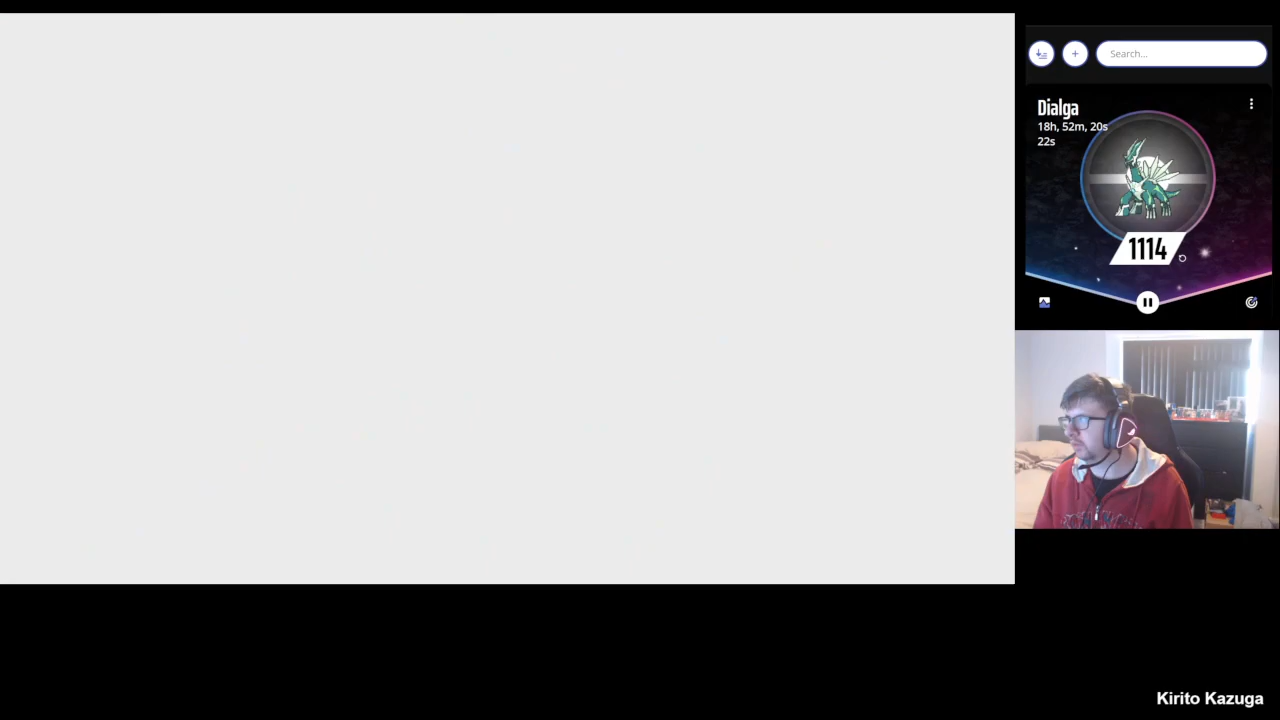 Search...
Dialga
18h, 52m, 20s
22s
1114
Kirito Kazuga